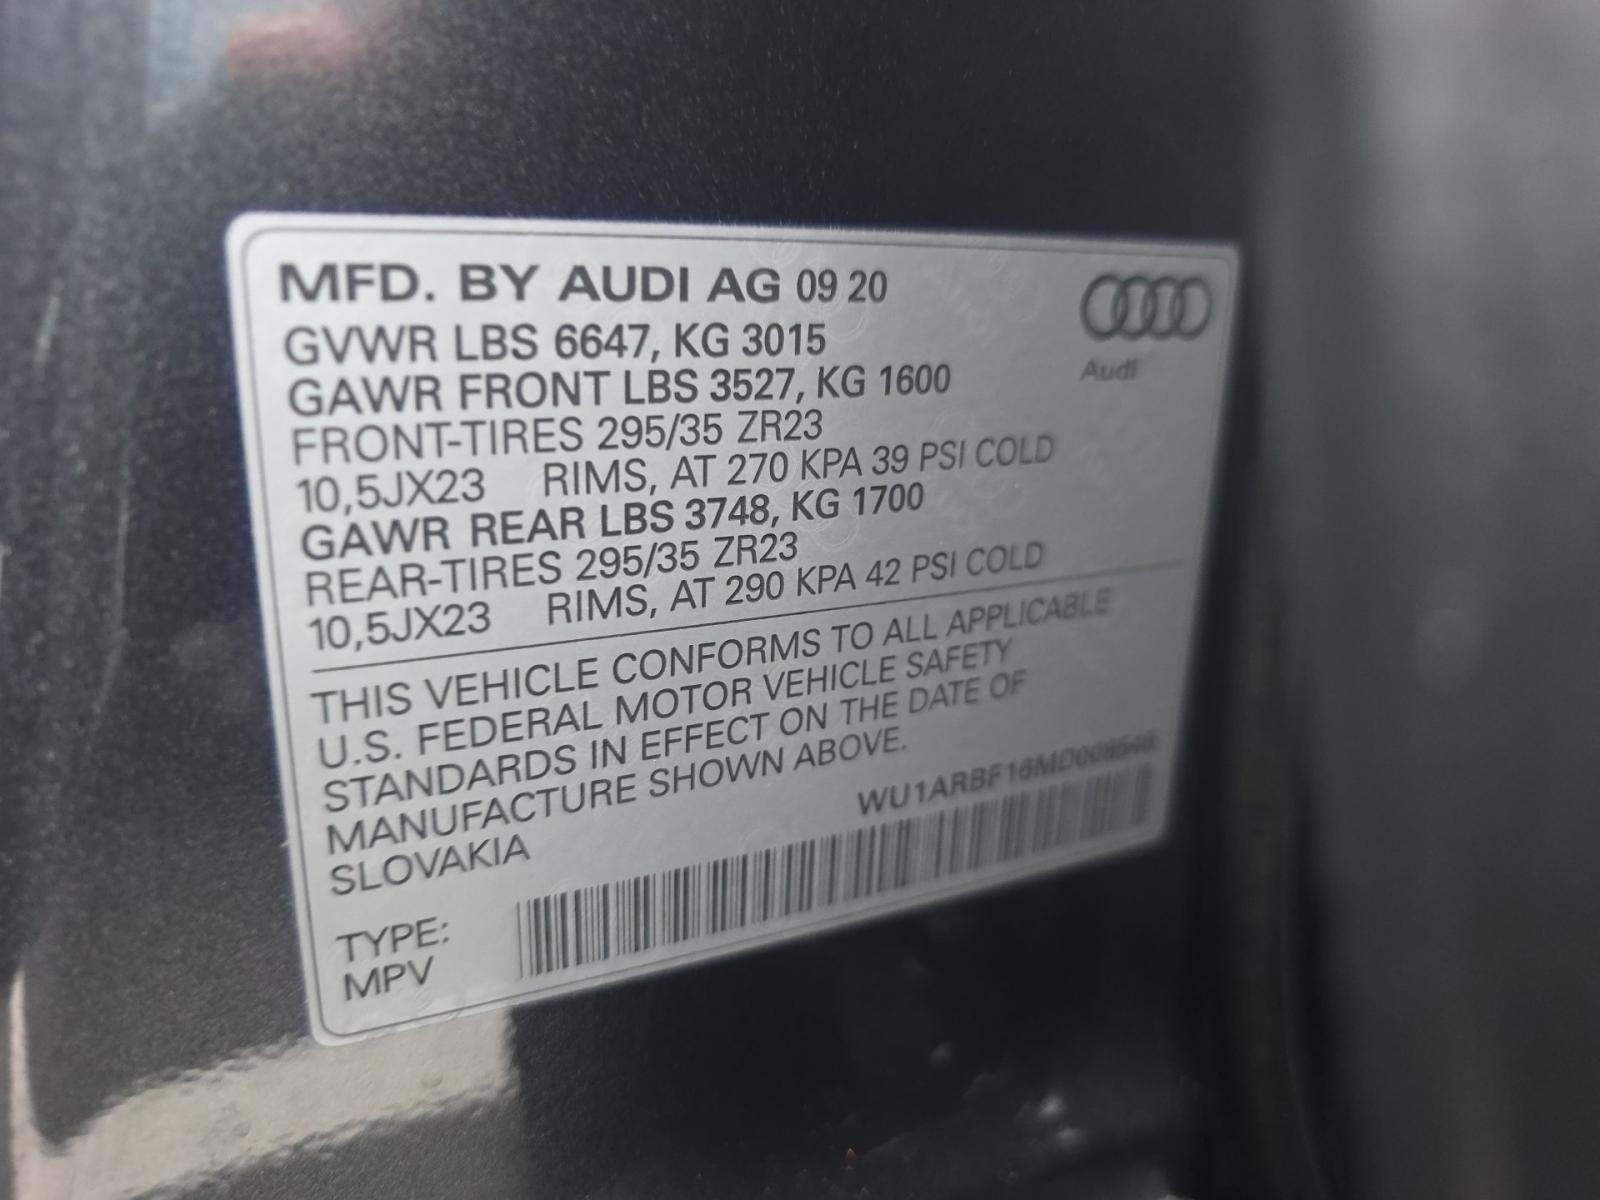 MFD. BY AUDI AG 09 20
GVWR LBS 6647, KG 3015
GAWR FRONT LBS 3527, KG 1600
FRONT-TIRES 295/35 ZR23
10,5JX23 RIMS, AT 270 KPA 39 PSI COLD
GAWR REAR LBS 3748, KG 1700
REAR-TIRES 295/35 ZR23
10,5JX23 RIMS, AT 290 KPA 42 PSI COLD
Audi
THIS VEHICLE CONFORMS TO ALL APPLICABLE
U.S. FEDERAL MOTOR VEHICLE SAFETY
STANDARDS IN EFFECT ON THE DATE OF
MANUFACTURE SHOWN ABOVE.
SLOVAKIA
TYPE:
MPV